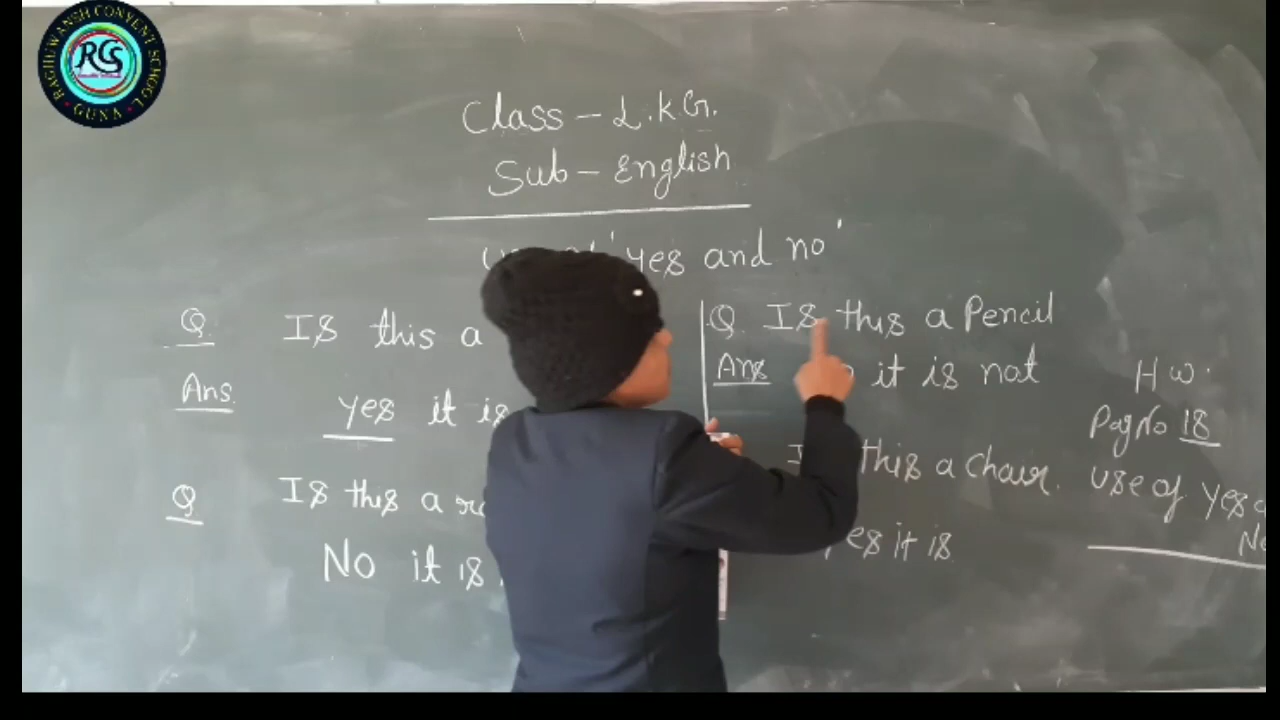 RAGHUWANSH CONVENT SCHOOL
RCS
GUNA
Class - L.K.G.
Sub - English
'yes and no'
Q. Is this a
Ans. yes it is
Q Is this a
No it is
Q. Is this a Pencil
Ans it is not
this a Chair.
it is
H W.
Pag No 18
use of Yes
No